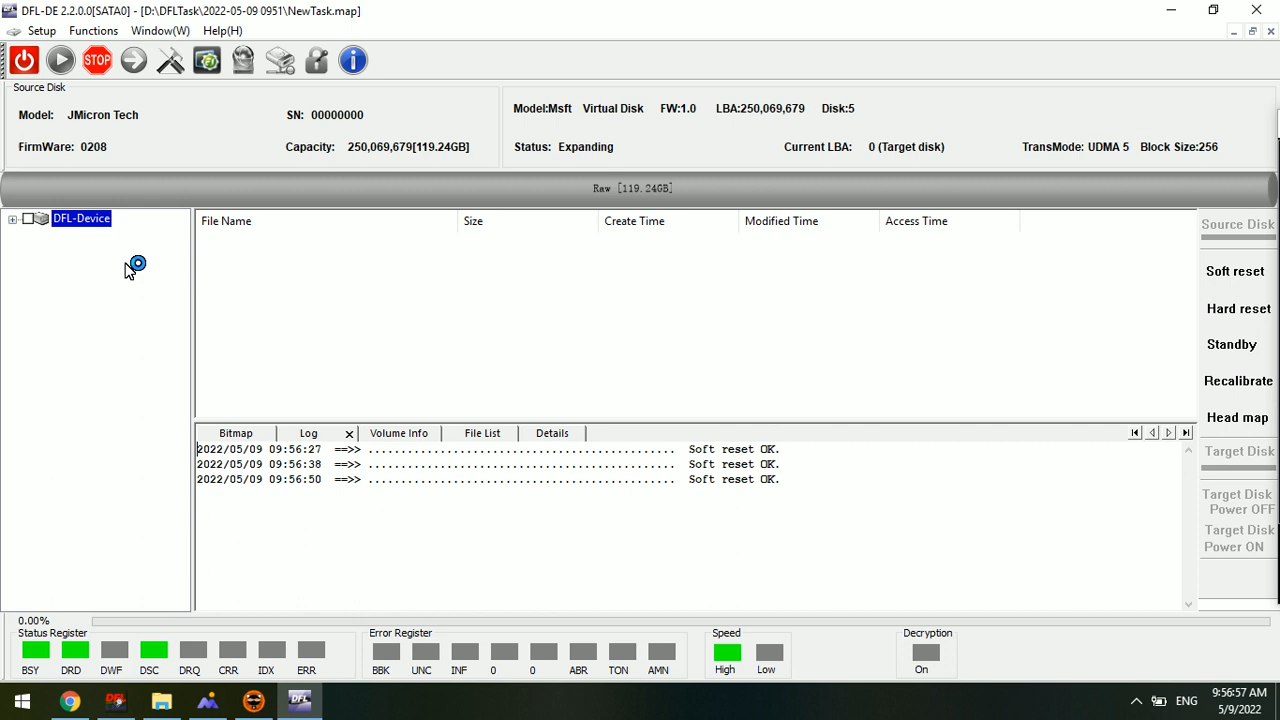 DFL-DE 2.2.0.0[SATA0] - [D:\DFLTask\2022-05-09 0951\NewTask.map]
Setup Functions Window(W) Help(H)
STOP
Source Disk
Model: JMicron Tech SN: 00000000
FirmWare: 0208 Capacity: 250,069,679[119.24GB]
Model:Msft Virtual Disk FW:1.0 LBA:250,069,679 Disk:5
Status: Expanding Current LBA: 0 (Target disk) TransMode: UDMA 5 Block Size:256
Raw [119.24GB]
DFL-Device
File Name Size Create Time Modified Time Access Time
Source Disk
Soft reset
Hard reset
Standby
Recalibrate
Head map
Target Disk
Target Disk
Power OFF
Target Disk
Power ON
Bitmap Log Volume Info File List Details
2022/05/09 09:56:27 ==>> ............................................... Soft reset OK.
2022/05/09 09:56:38 ==>> ............................................... Soft reset OK.
2022/05/09 09:56:50 ==>> ............................................... Soft reset OK.
0.00%
Status Register
BSY DRD DWF DSC DRQ CRR IDX ERR
Error Register
BBK UNC INF 0 0 ABR TON AMN
Speed
High Low
Decryption
On
DFL DFL
ENG
9:56:57 AM
5/9/2022